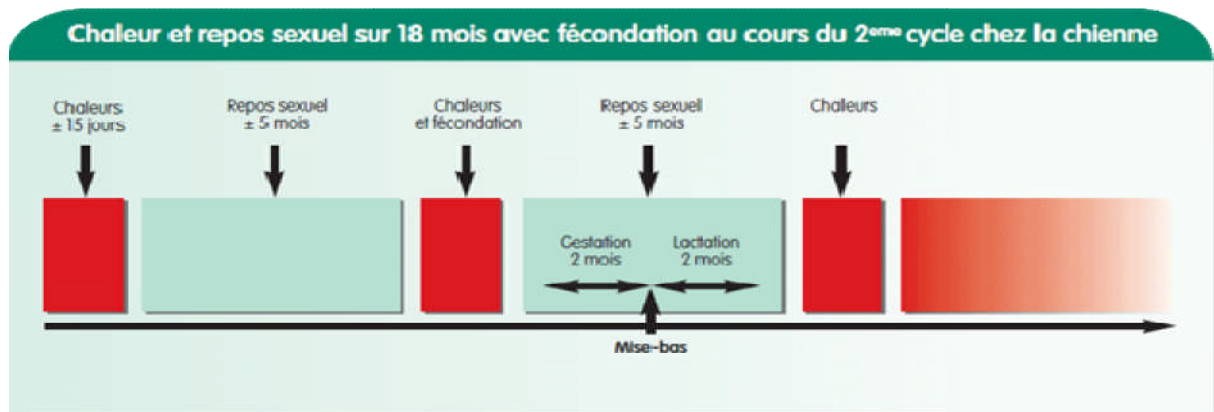 Chaleur et repos sexuel sur 18 mois avec fécondation au cours du 2eme cycle chez la chienne
Chaleurs
± 15 jours
Repos sexuel
± 5 mois
Chaleurs
et fécondation
Repos sexuel
± 5 mois
Chaleurs
Gestation
2 mois
Lactation
2 mois
Mise-bas